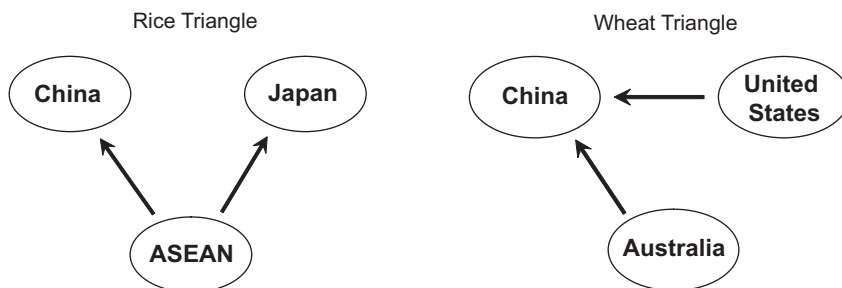 Rice Triangle
China
Japan
ASEAN
Wheat Triangle
China
United
States
Australia